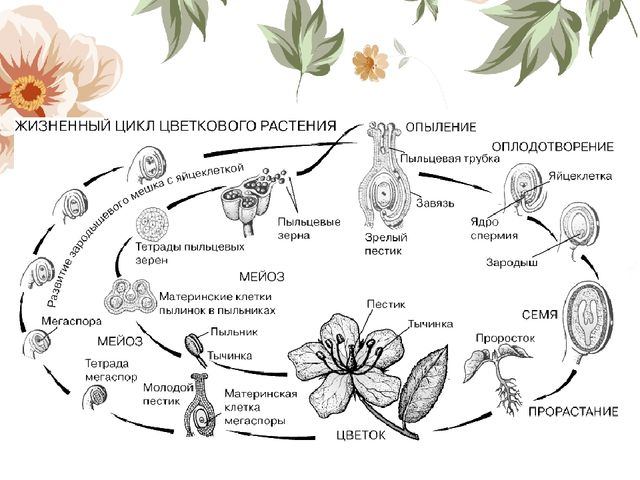 ЖИЗНЕННЫЙ ЦИКЛ ЦВЕТКОВОГО РАСТЕНИЯ
ОПЫЛЕНИЕ
ОПЛОДОТВОРЕНИЕ
Пыльцевая трубка
Яйцеклетка
Развитие зародышевого мешка с яйцеклеткой
Завязь
Пыльцевые
зерна
Ядро
спермия
Тетрады пыльцевых
зерен
Зрелый
пестик
Зародыш
МЕЙОЗ
Материнские клетки
пылинок в пыльниках
Пестик
СЕМЯ
Мегаспора
Тычинка
МЕЙОЗ
Пыльник
Проросток
Тычинка
Тетрада
мегаспор
Молодой
пестик
Материнская
клетка
мегаспоры
ПРОРАСТАНИЕ
ЦВЕТОК